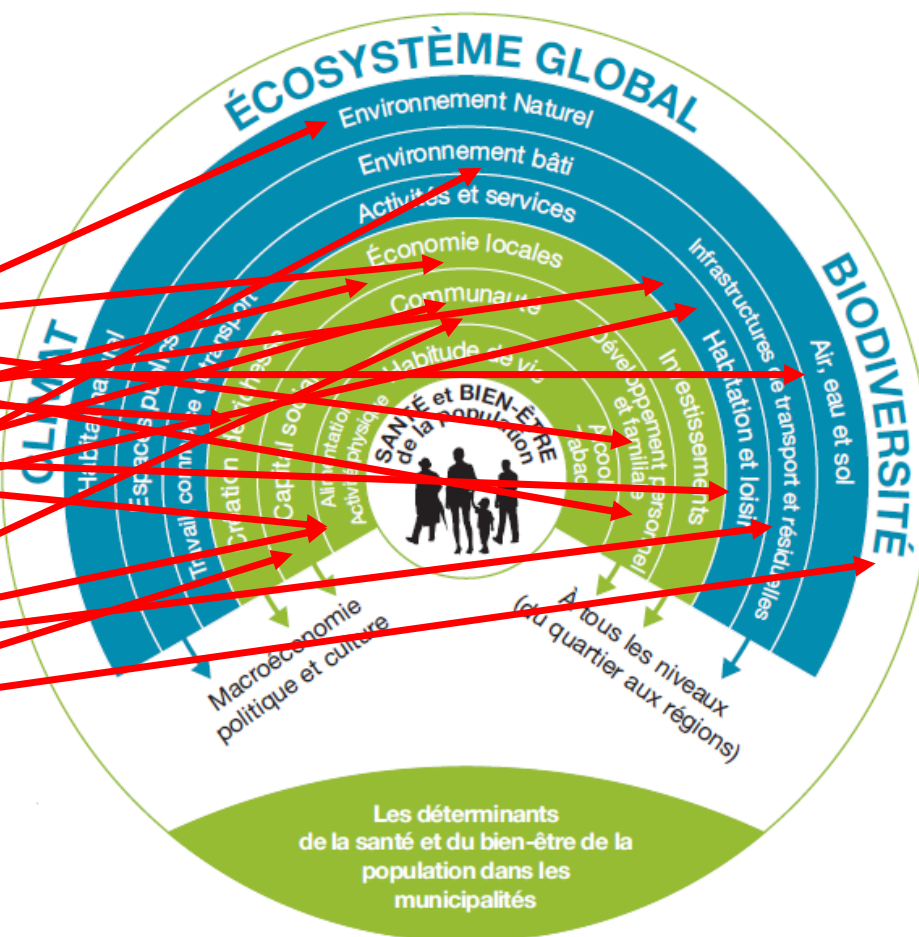 ÉCOSYSTÈME GLOBAL
CLIMAT
BIODIVERSITÉ
Environnement Naturel
Habitat naturel
Air, eau et sol
Environnement bâti
Espaces publics
Infrastructures de transport et résiduelles
Activités et services
Travail, commerce et transport
Habitation et loisir
Économie locales
Création de richesse
Investissements
Communauté
Capital social
Développement personnel
et familiale
Habitude de vie
Alimentation
Activité physique
Alcool
-tabac
SANTÉ et BIEN-ÊTRE
de la population
Macroéconomie
politique et culture
À tous les niveaux
(du quartier aux régions)
Les déterminants
de la santé et du bien-être de la
population dans les
municipalités